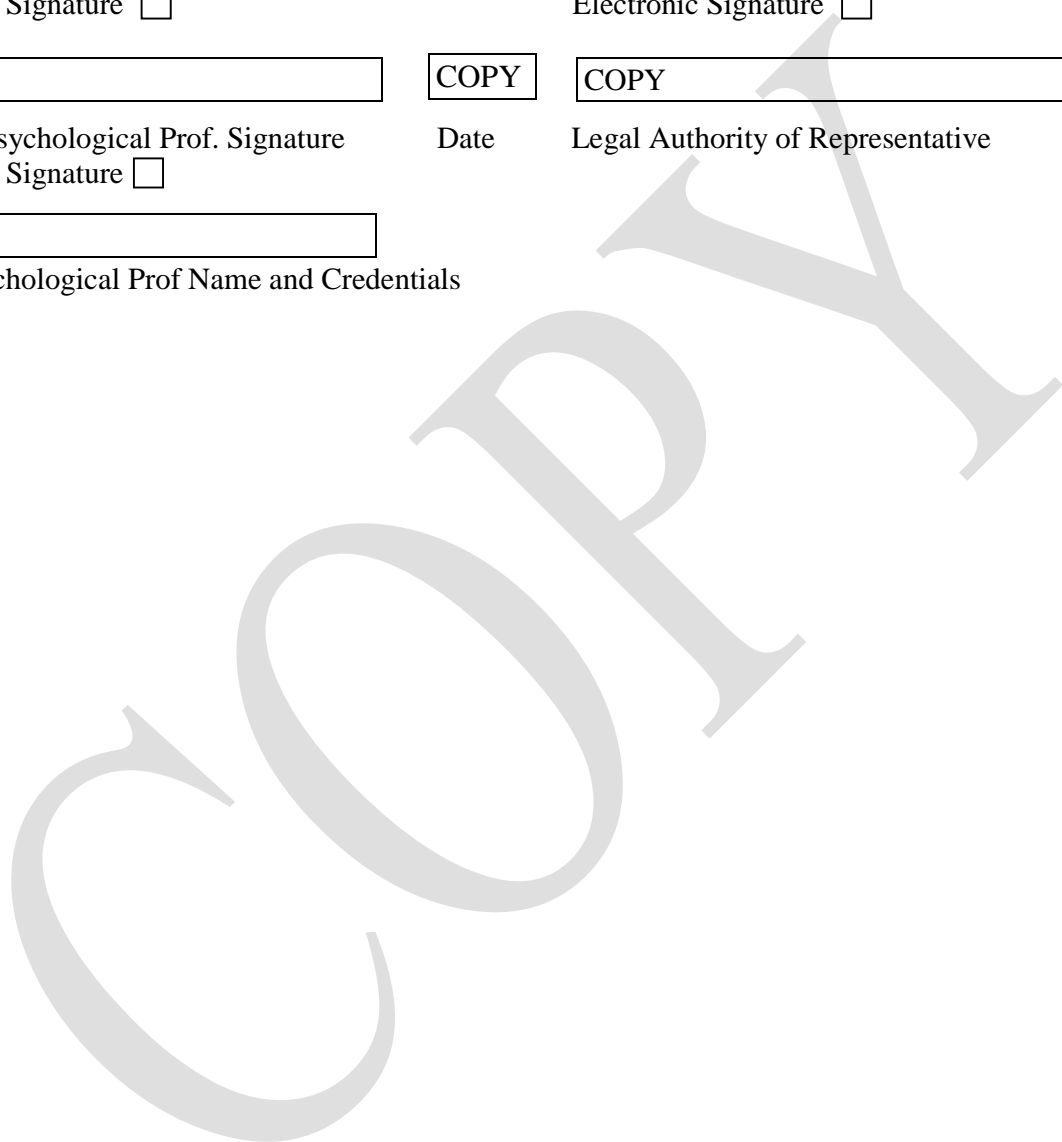 Signature
Electronic Signature
COPY
COPY
sychological Prof. Signature
Date
Legal Authority of Representative
Signature
chological Prof Name and Credentials
COPY